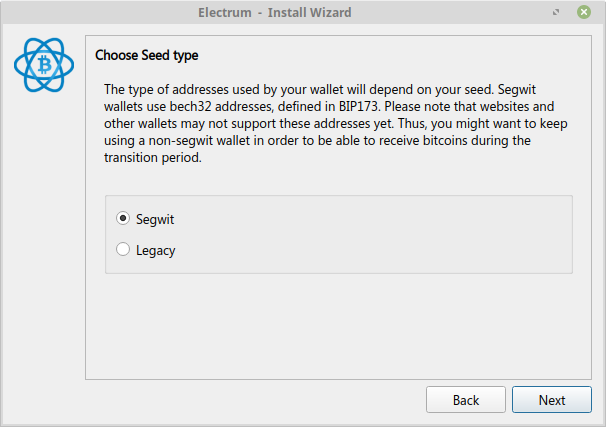 Electrum - Install Wizard
Choose Seed type
The type of addresses used by your wallet will depend on your seed. Segwit
wallets use bech32 addresses, defined in BIP173. Please note that websites and
other wallets may not support these addresses yet. Thus, you might want to keep
using a non-segwit wallet in order to be able to receive bitcoins during the
transition period.
Segwit
Legacy
Back
Next